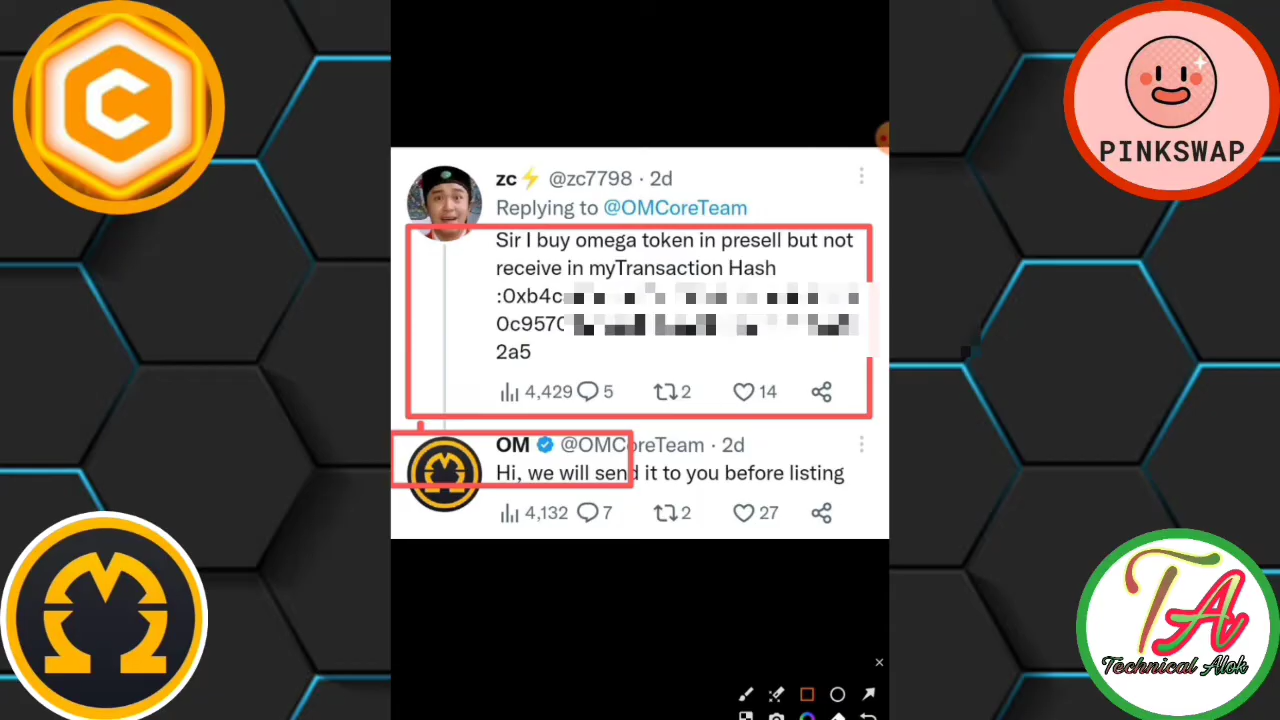 PINKSWAP
zc⚡ @zc7798 · 2d
Replying to @OMCoreTeam
Sir I buy omega token in presell but not
receive in myTransaction Hash
:0xb4c
0c9570
2a5
4,429 5 2 14
OM @OMCoreTeam · 2d
Hi, we will send it to you before listing
4,132 7 2 27
TA
Technical Alok